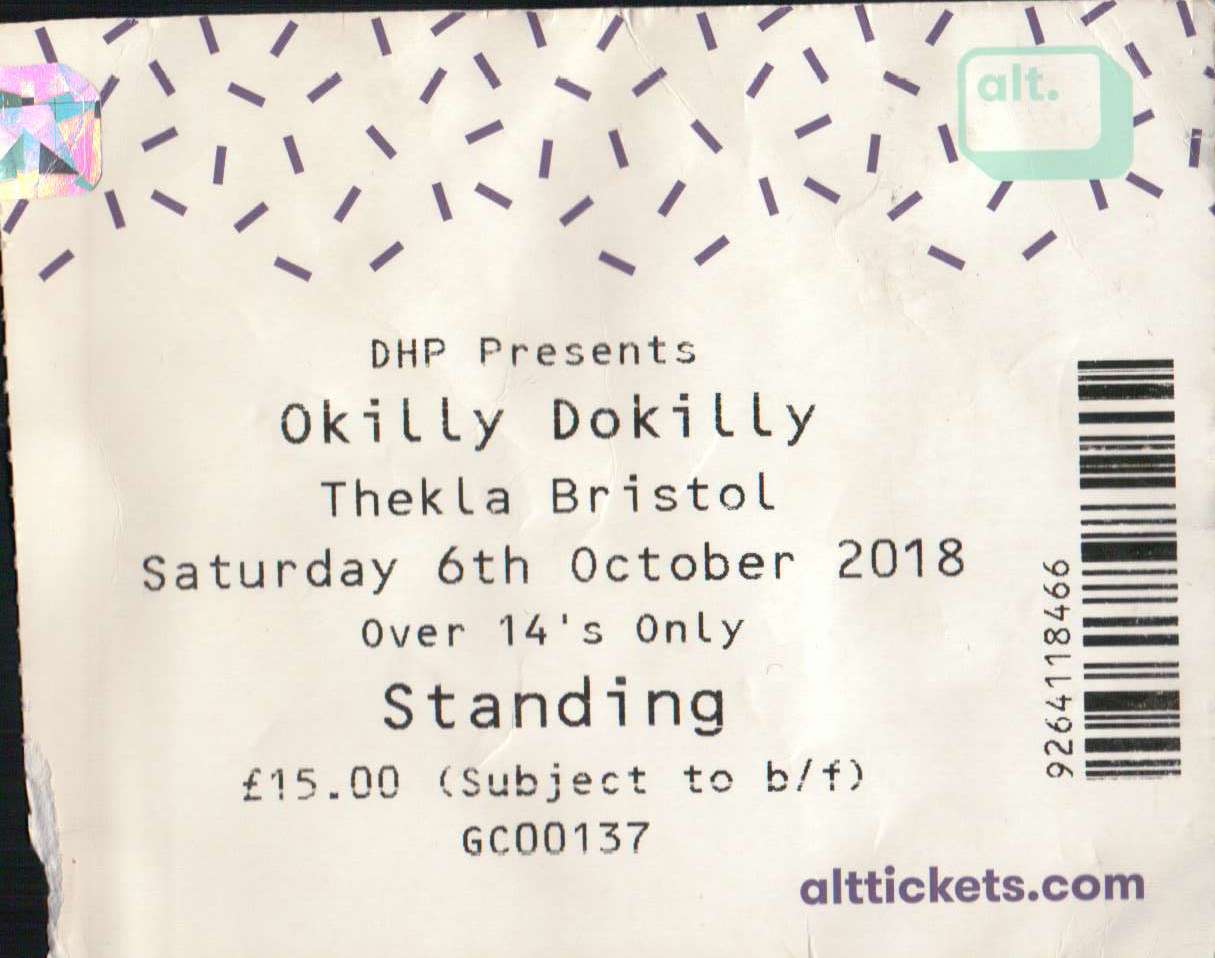 alt.
DHP Presents
Okilly Dokilly
Thekla Bristol
Saturday 6th October 2018
Over 14's Only
Standing
£15.00 (Subject to b/f)
GC00137
9264118466
alttickets.com